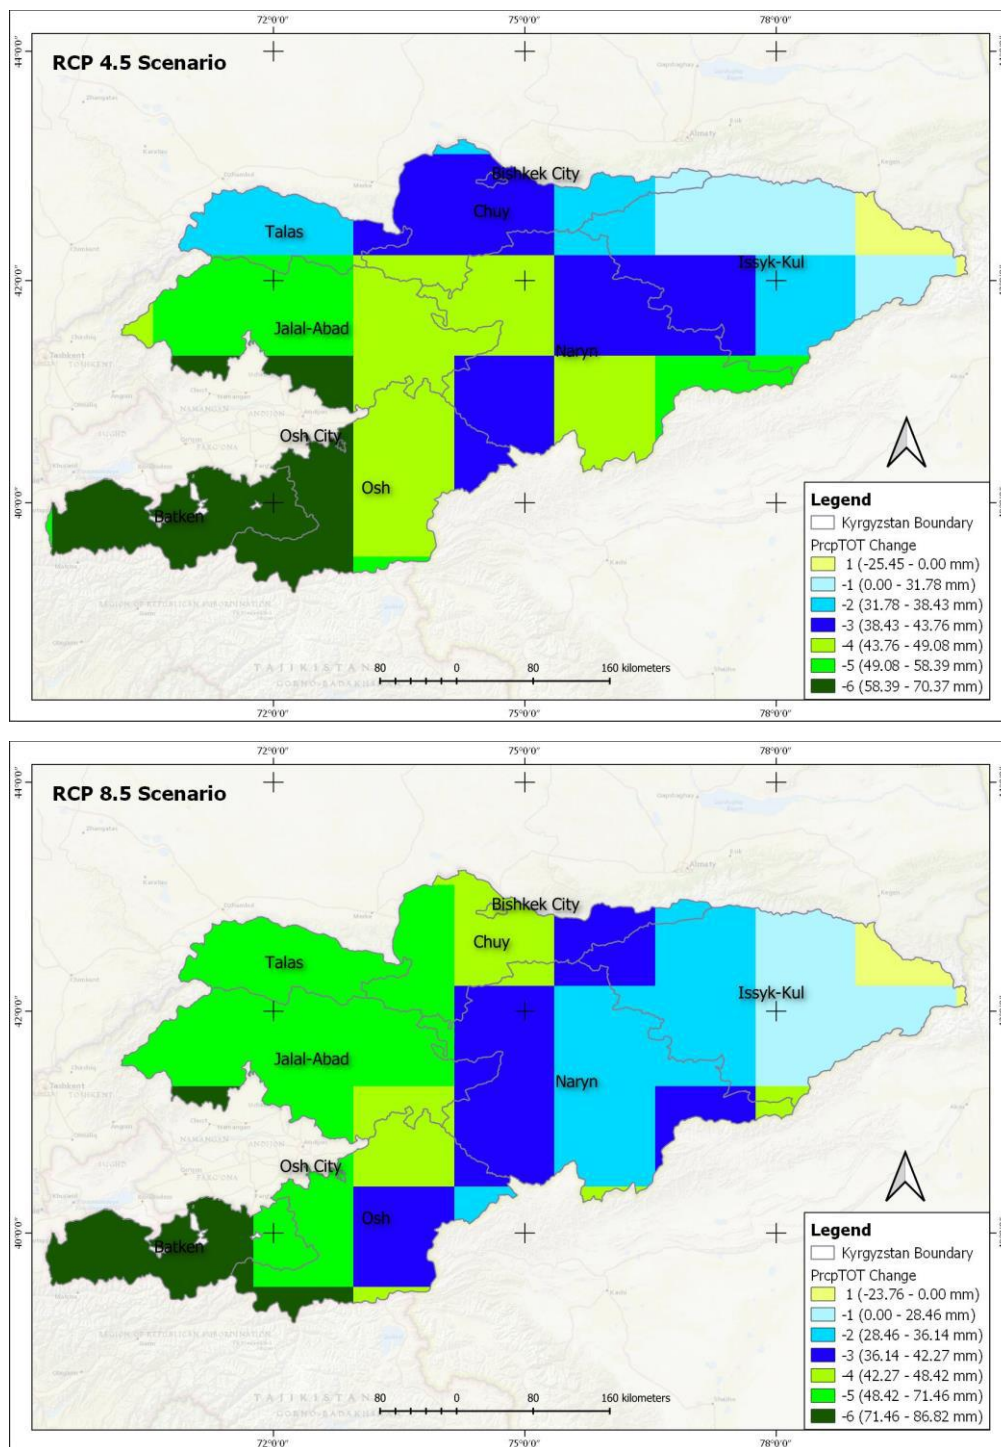 72°0'0" 75°0'0" 78°0'0"
44°0'0"
RCP 4.5 Scenario
Bishkek City
Chuy
Talas
Issyk-Kul
42°0'0"
Jalal-Abad
Naryn
Osh City
Osh
40°0'0"
Batken
Legend
Kyrgyzstan Boundary
PrcpTOT Change
1 (-25.45 - 0.00 mm)
-1 (0.00 - 31.78 mm)
-2 (31.78 - 38.43 mm)
-3 (38.43 - 43.76 mm)
-4 (43.76 - 49.08 mm)
-5 (49.08 - 58.39 mm)
-6 (58.39 - 70.37 mm)
TAJIKISTAN
80 0 80 160 kilometers
72°0'0" 75°0'0" 78°0'0"
72°0'0" 75°0'0" 78°0'0"
44°0'0"
RCP 8.5 Scenario
Bishkek City
Chuy
Talas
Issyk-Kul
42°0'0"
Jalal-Abad
Naryn
Osh City
Osh
40°0'0"
Batken
Legend
Kyrgyzstan Boundary
PrcpTOT Change
1 (-23.76 - 0.00 mm)
-1 (0.00 - 28.46 mm)
-2 (28.46 - 36.14 mm)
-3 (36.14 - 42.27 mm)
-4 (42.27 - 48.42 mm)
-5 (48.42 - 71.46 mm)
-6 (71.46 - 86.82 mm)
TAJIKISTAN
80 0 80 160 kilometers
72°0'0" 75°0'0" 78°0'0"